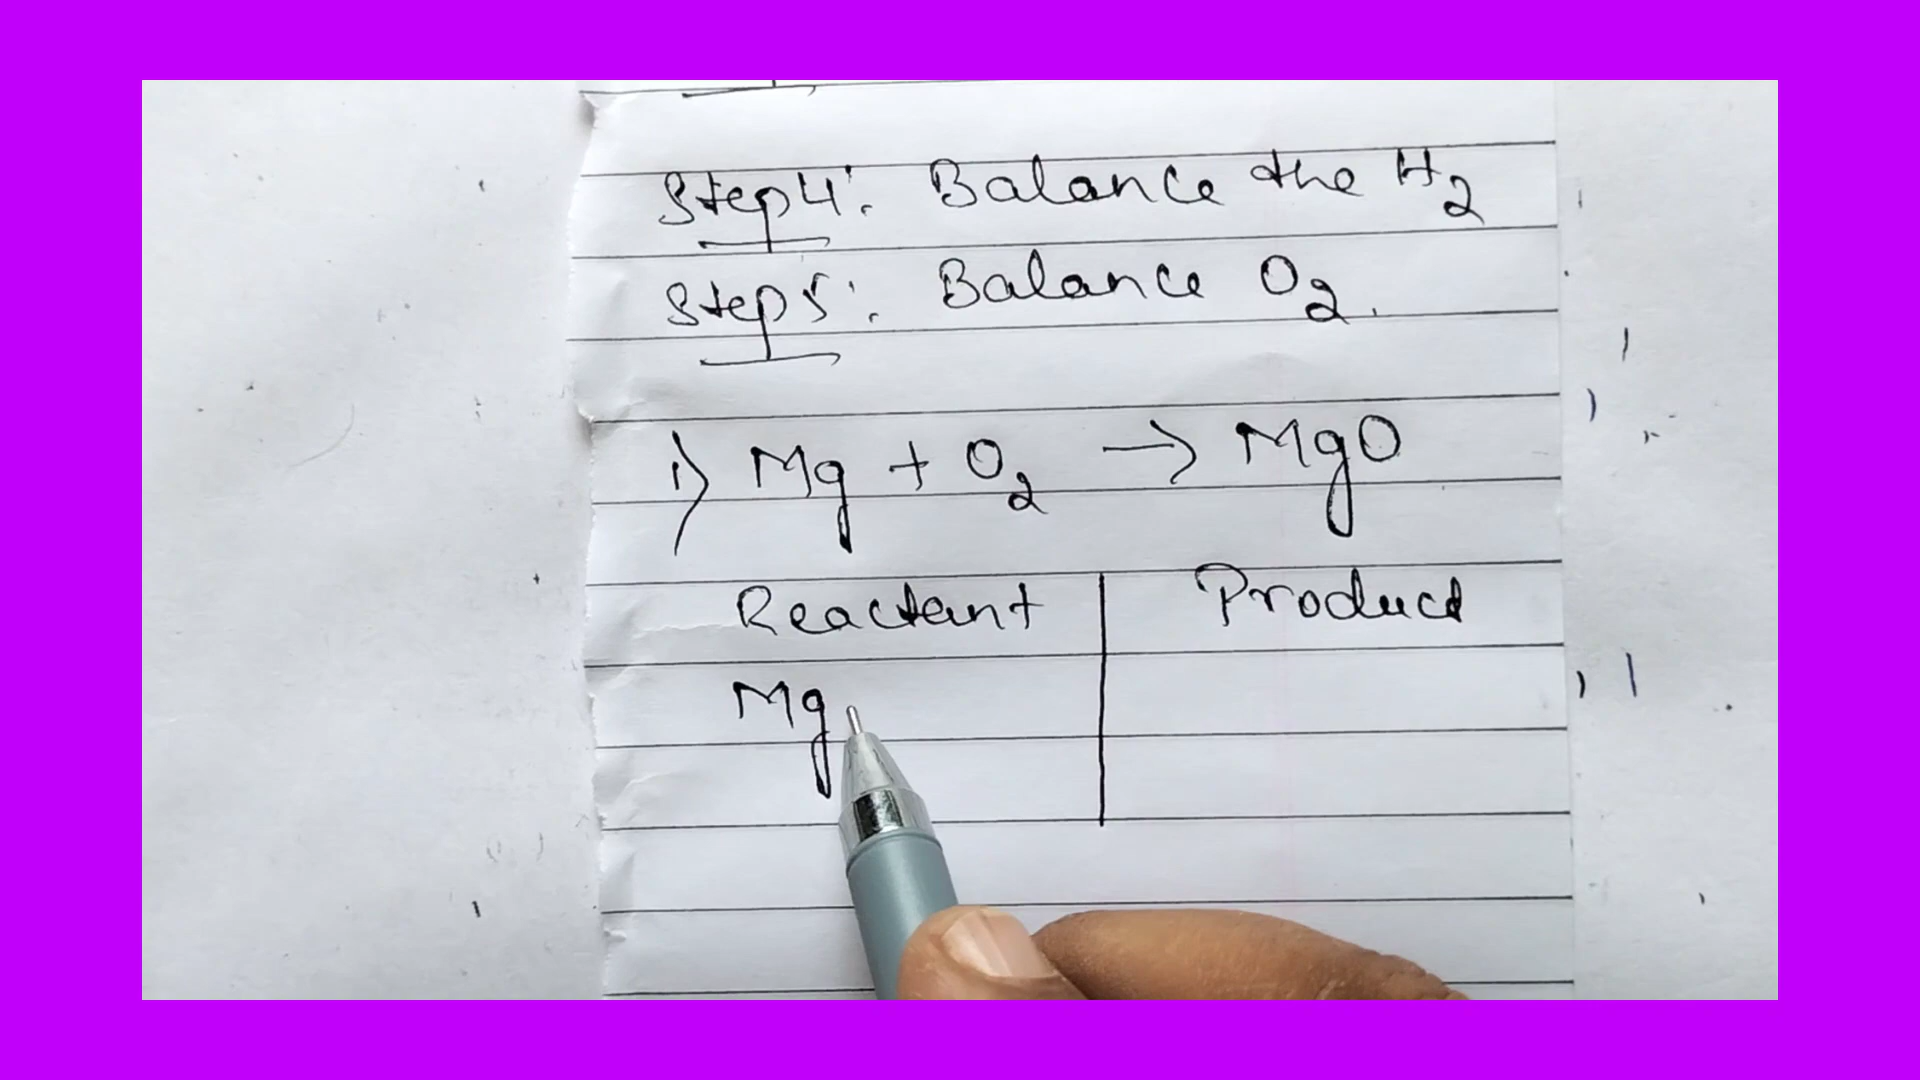 Step4: Balance the H2
Step5: Balance O2.
1) Mg + O2 → MgO
Reactant Product
Mg